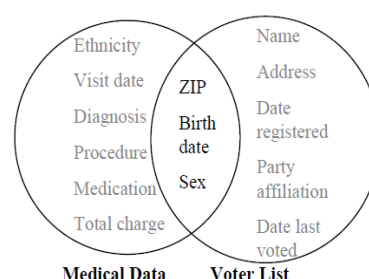 Ethnicity
Visit date
Diagnosis
Procedure
Medication
Total charge
ZIP
Birth
date
Sex
Name
Address
Date
registered
Party
affiliation
Date last
voted
Medical Data
Voter List